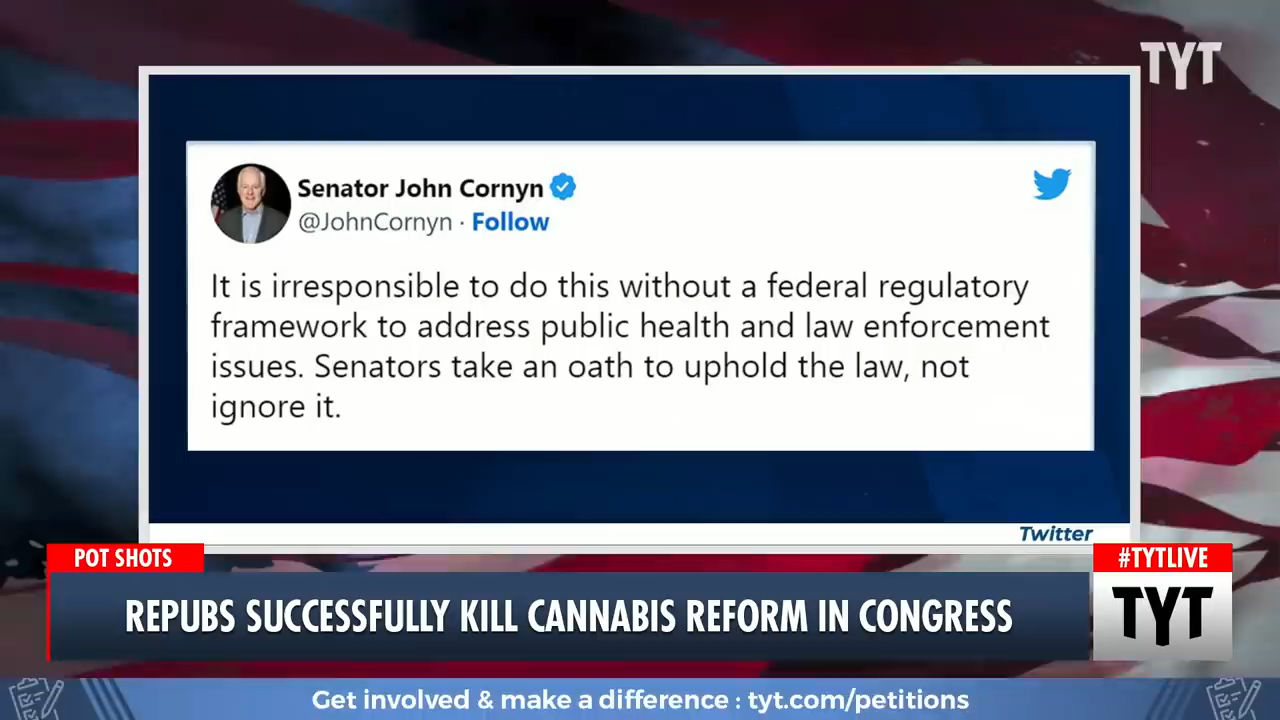 TYT
Senator John Cornyn
@JohnCornyn · Follow
It is irresponsible to do this without a federal regulatory
framework to address public health and law enforcement
issues. Senators take an oath to uphold the law, not
ignore it.
Twitter
POT SHOTS
#TYTLIVE
REPUBS SUCCESSFULLY KILL CANNABIS REFORM IN CONGRESS
TYT
Get involved & make a difference : tyt.com/petitions